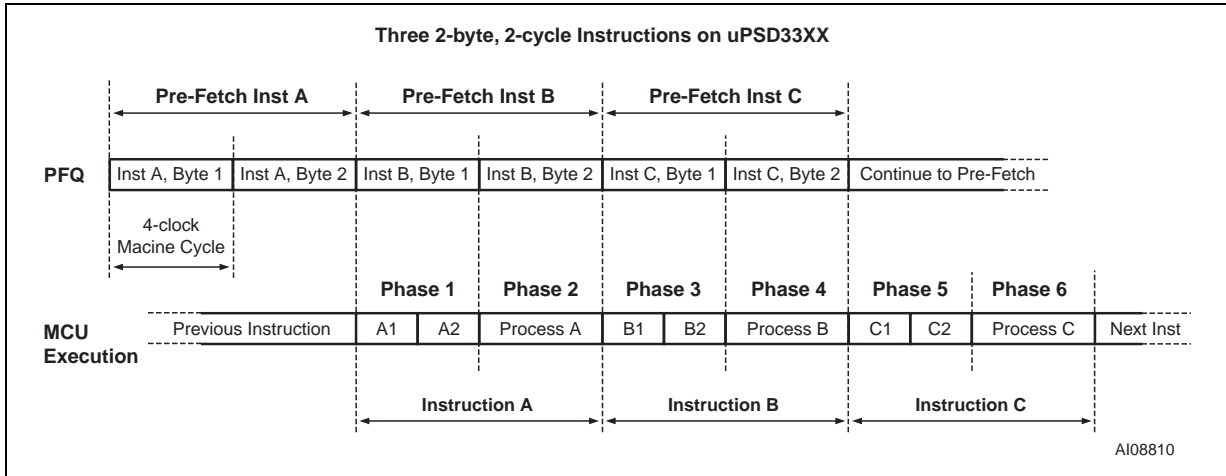 Three 2-byte, 2-cycle Instructions on uPSD33XX
Pre-Fetch Inst A Pre-Fetch Inst B Pre-Fetch Inst C
PFQ Inst A, Byte 1 Inst A, Byte 2 Inst B, Byte 1 Inst B, Byte 2 Inst C, Byte 1 Inst C, Byte 2 Continue to Pre-Fetch
4-clock
Macine Cycle
Phase 1 Phase 2 Phase 3 Phase 4 Phase 5 Phase 6
MCU Previous Instruction A1 A2 Process A B1 B2 Process B C1 C2 Process C Next Inst
Execution
Instruction A Instruction B Instruction C
AI08810